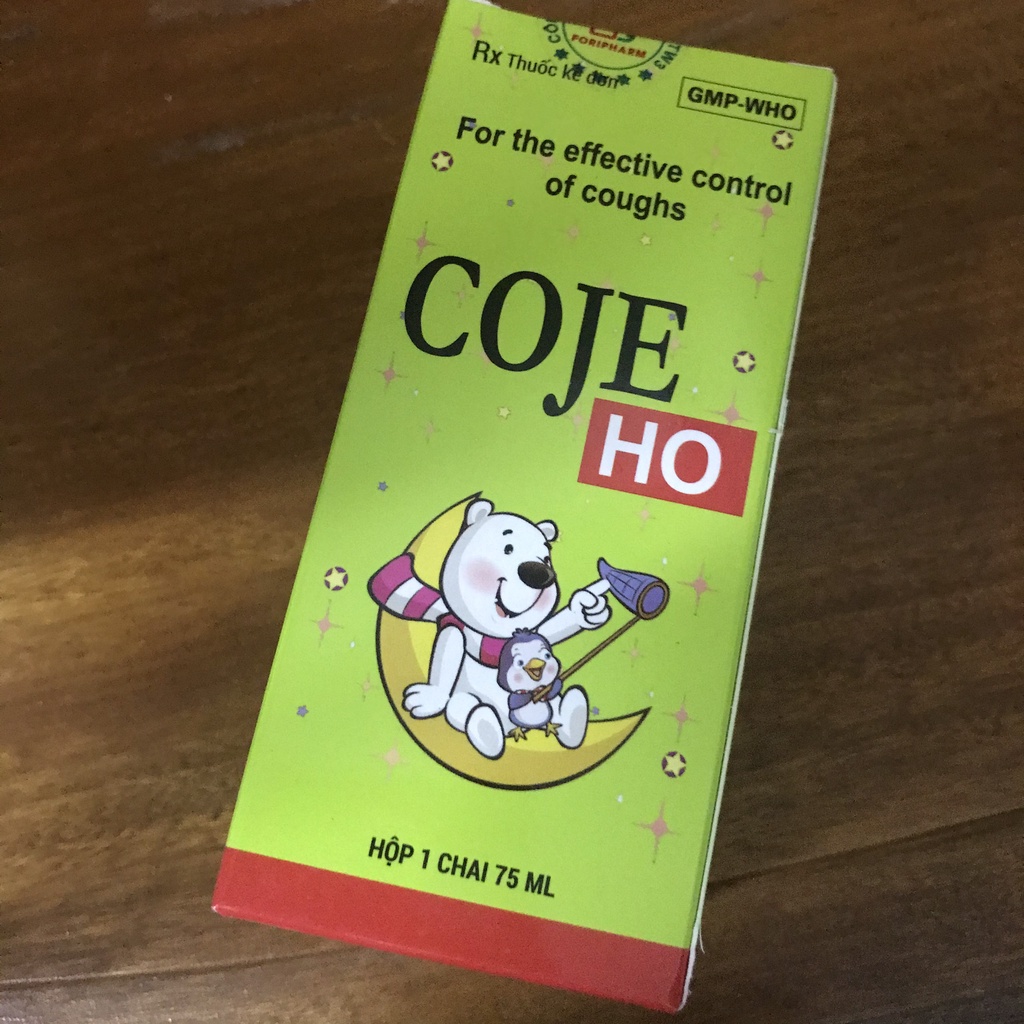 FORIPHARM
TW3
Rx Thuốc kê đơn
GMP-WHO
For the effective control
of coughs
COJE
HO
HỘP 1 CHAI 75 ML